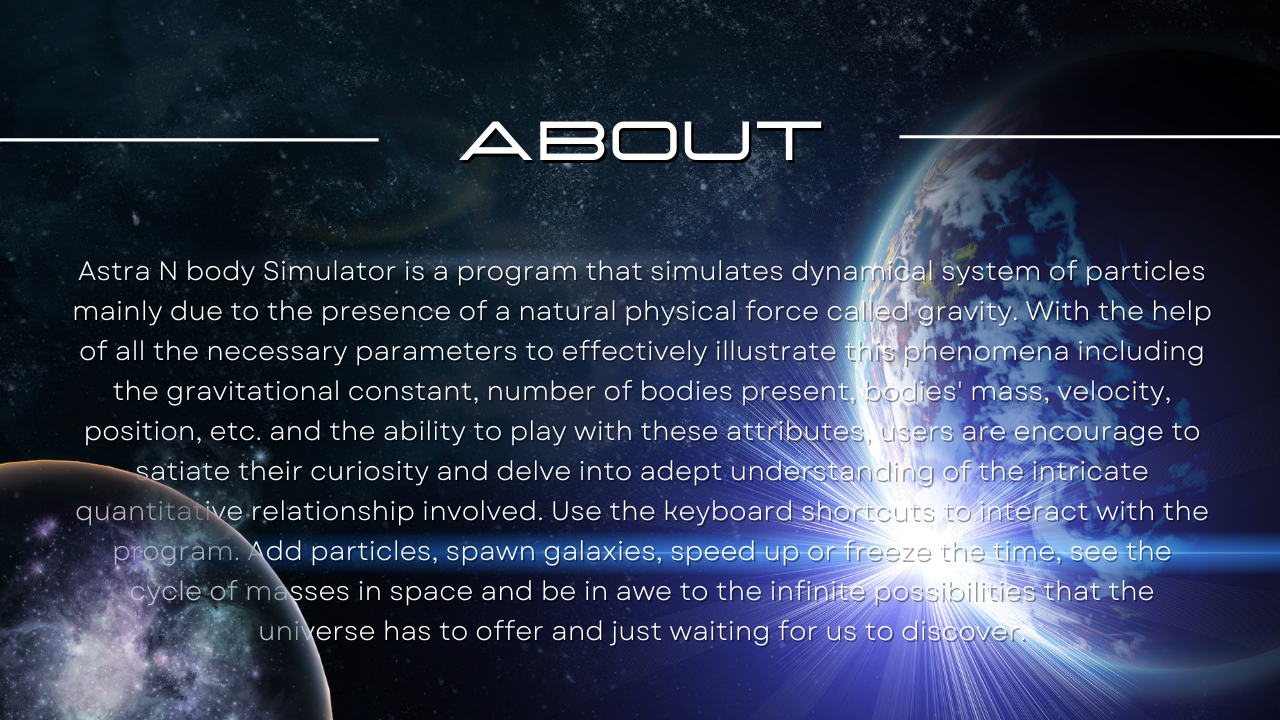 ABOUT
Astra N body Simulator is a program that simulates dynamical system of particles
mainly due to the presence of a natural physical force called gravity. With the help
of all the necessary parameters to effectively illustrate this phenomena including
the gravitational constant, number of bodies present, bodies' mass, velocity,
position, etc. and the ability to play with these attributes, users are encourage to
satiate their curiosity and delve into adept understanding of the intricate
quantitative relationship involved. Use the keyboard shortcuts to interact with the
program. Add particles, spawn galaxies, speed up or freeze the time, see the
cycle of masses in space and be in awe to the infinite possibilities that the
universe has to offer and just waiting for us to discover.